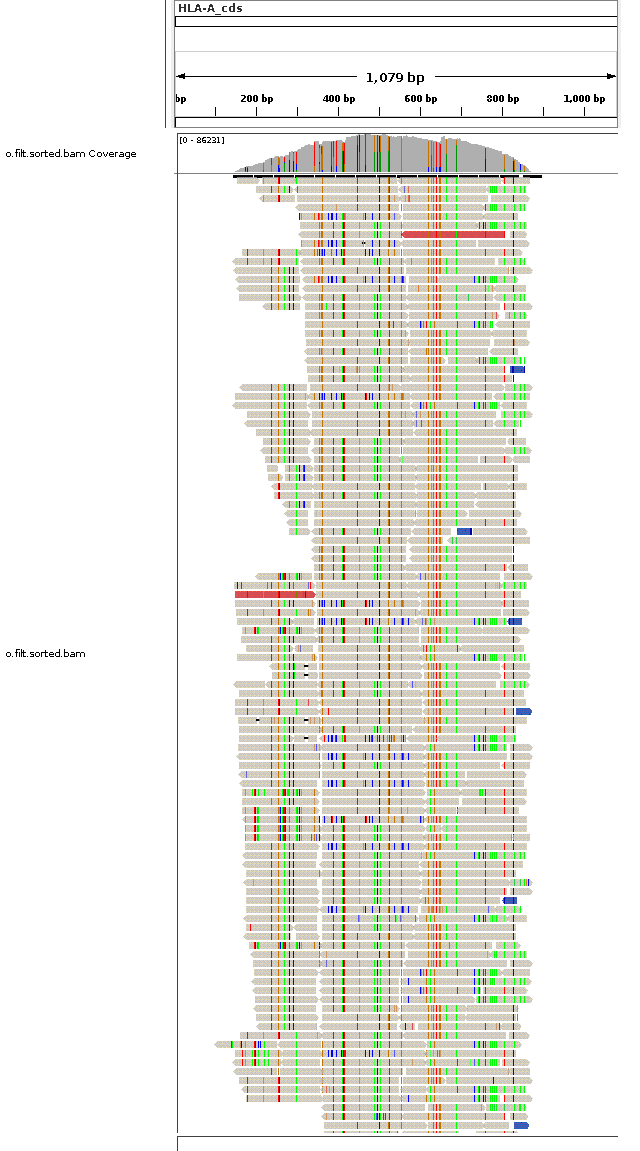 HLA-A_cds
1,079 bp
bp 200 bp 400 bp 600 bp 800 bp 1,000 bp
[0 - 86231]
o.filt.sorted.bam Coverage
o.filt.sorted.bam